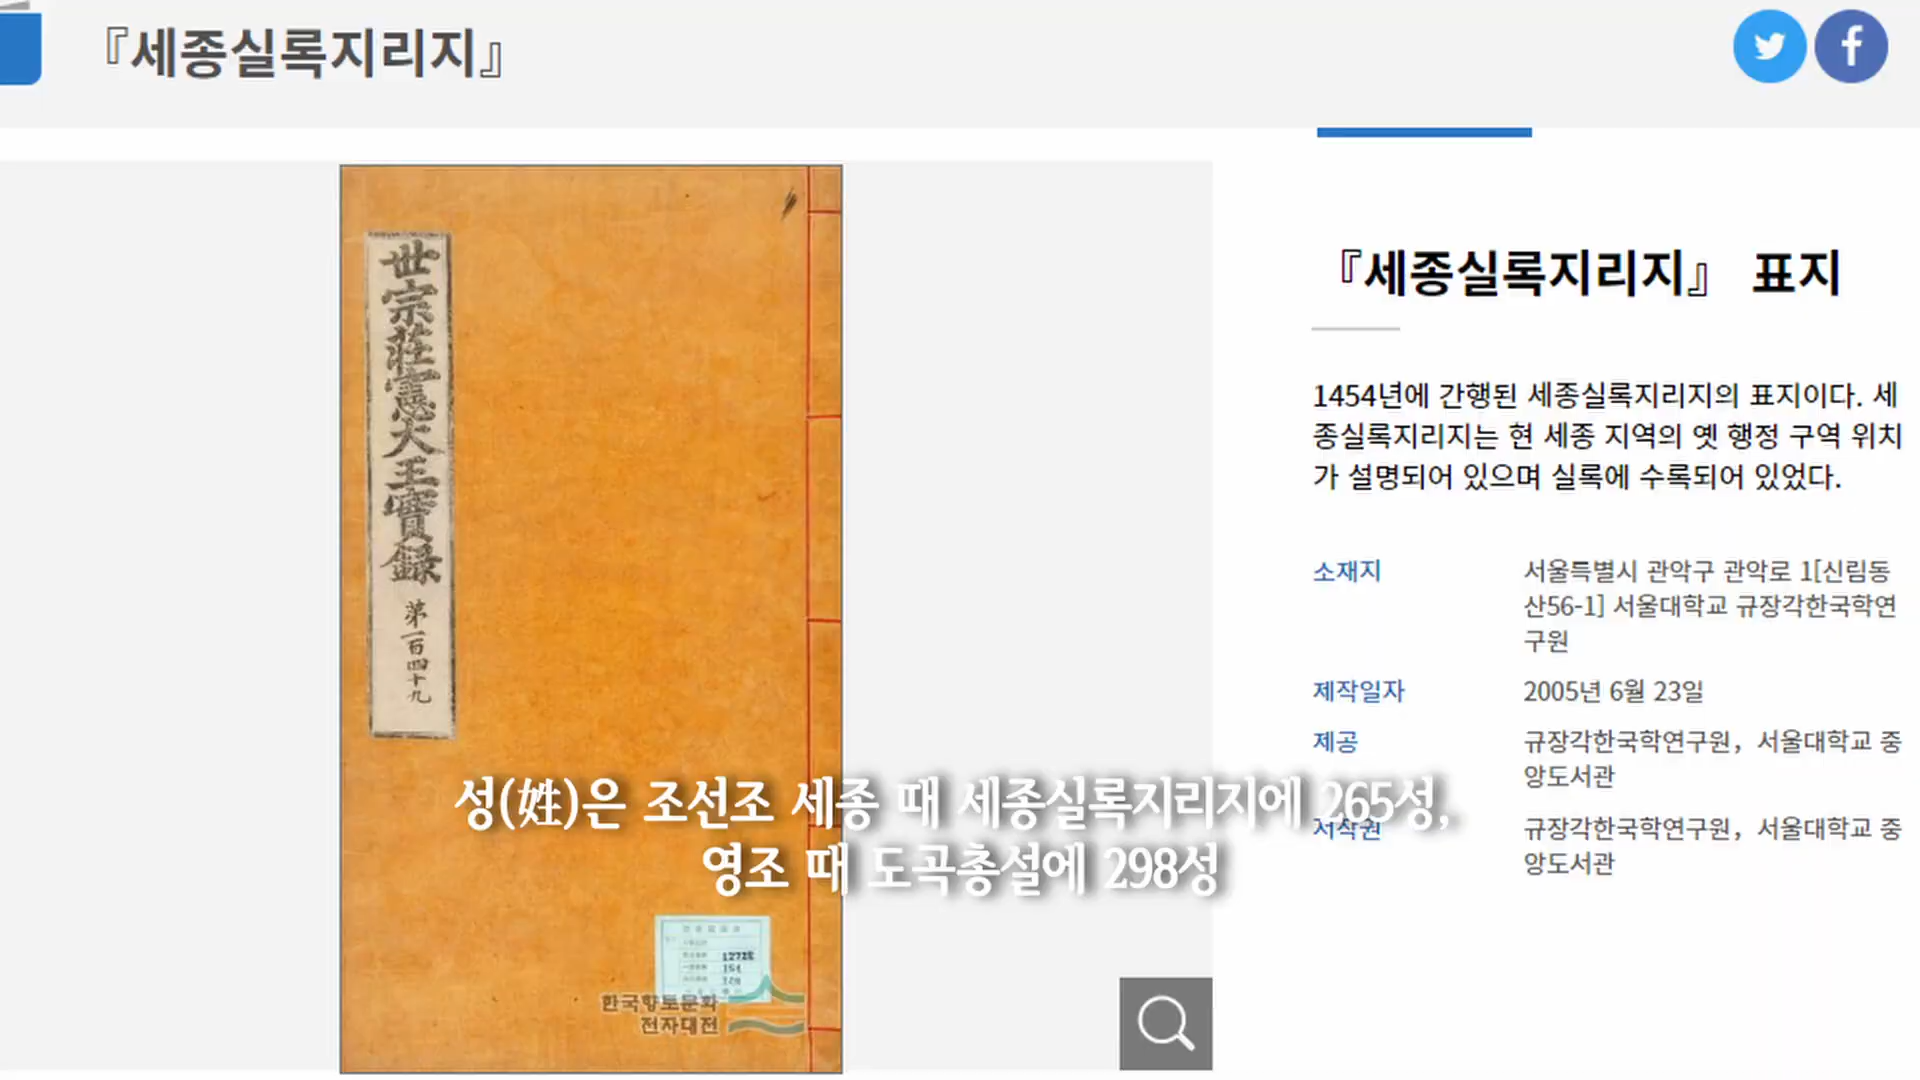 『세종실록지리지』
世宗莊憲大王實錄 第一百四十九
『세종실록지리지』 표지
1454년에 간행된 세종실록지리지의 표지이다. 세
종실록지리지는 현 세종 지역의 옛 행정 구역 위치
가 설명되어 있으며 실록에 수록되어 있었다.
소재지 서울특별시 관악구 관악로 1[신림동
산56-1] 서울대학교 규장각한국학연
구원
제작일자 2005년 6월 23일
제공 규장각한국학연구원, 서울대학교 중
앙도서관
저작권 규장각한국학연구원, 서울대학교 중
앙도서관
성(姓)은 조선조 세종 때 세종실록지리지에 265성,
영조 때 도곡총설에 298성
한국향토문화
전자대전